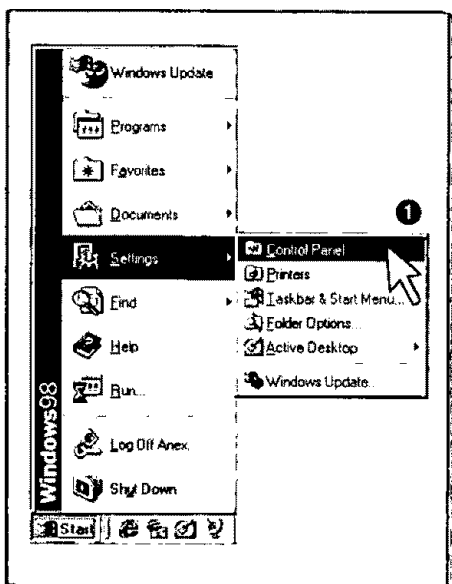 Windows Update
Programs
Favorites
Documents
Settings
Find
Help
Run...
Log Off Anex.
Shut Down
Windows98
Start
1
Control Panel
Printers
Taskbar & Start Menu...
Folder Options...
Active Desktop
Windows Update...